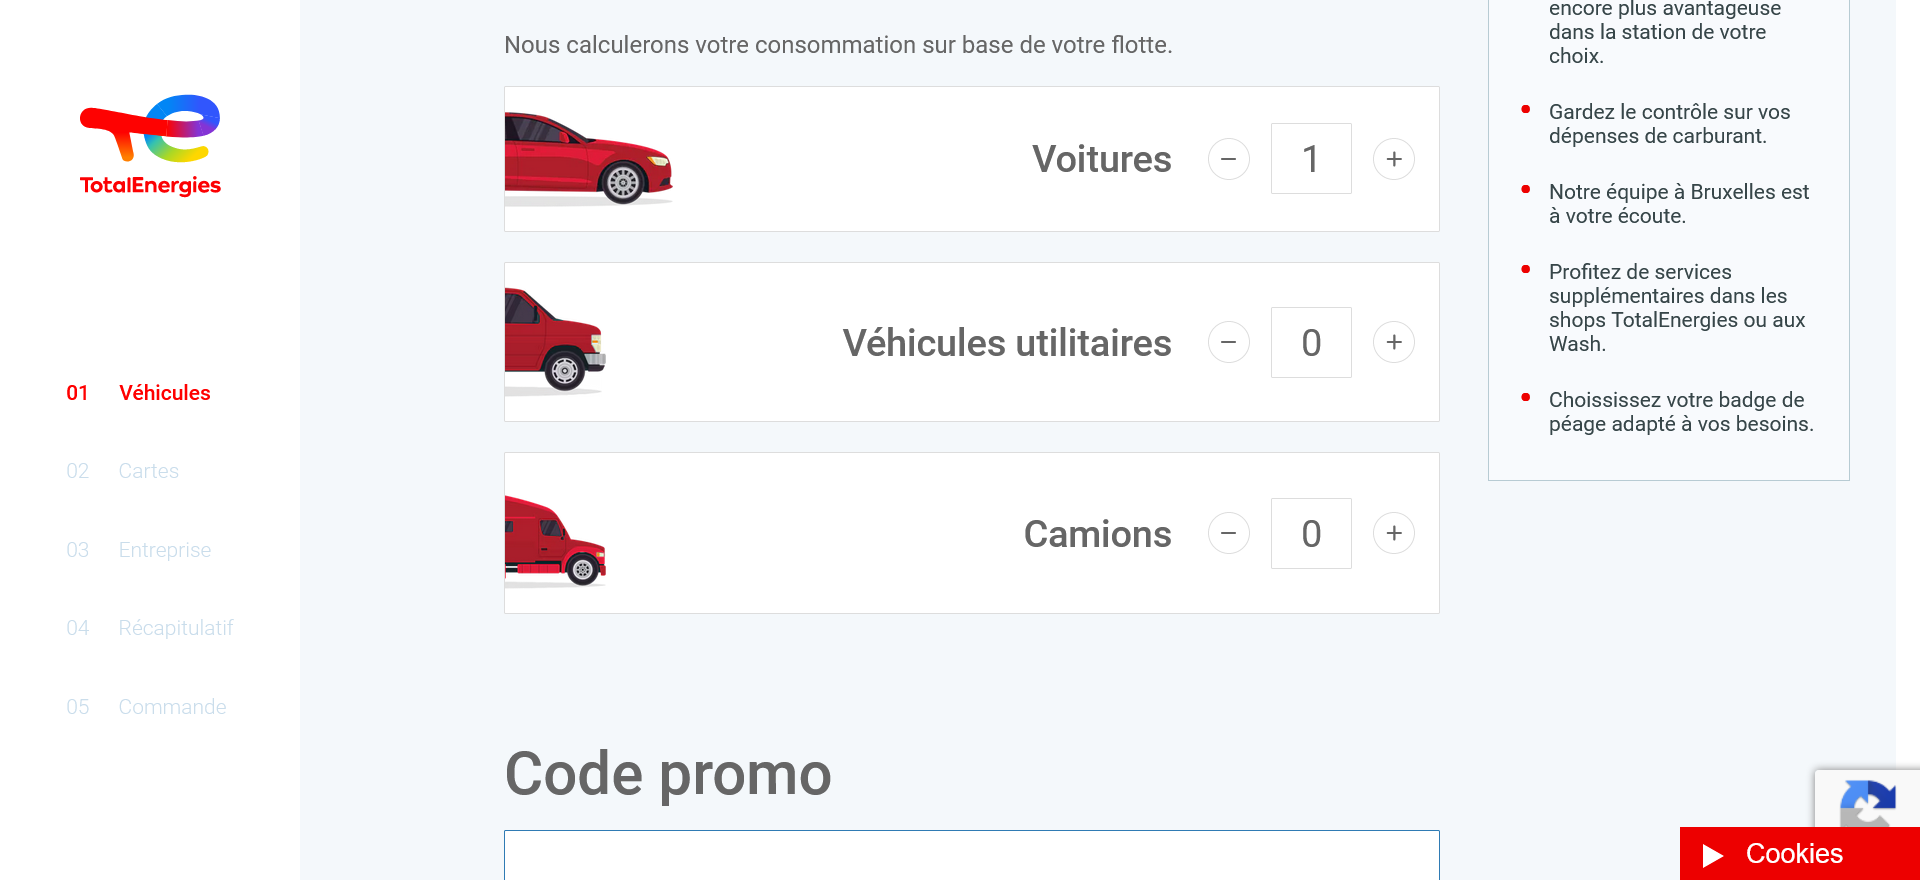 TotalEnergies
01 Véhicules
02 Cartes
03 Entreprise
04 Récapitulatif
05 Commande
Nous calculerons votre consommation sur base de votre flotte.
Voitures − 1 +
Véhicules utilitaires − 0 +
Camions − 0 +
Code promo
encore plus avantageuse
dans la station de votre
choix.
Gardez le contrôle sur vos
dépenses de carburant.
Notre équipe à Bruxelles est
à votre écoute.
Profitez de services
supplémentaires dans les
shops TotalEnergies ou aux
Wash.
Choississez votre badge de
péage adapté à vos besoins.
Cookies